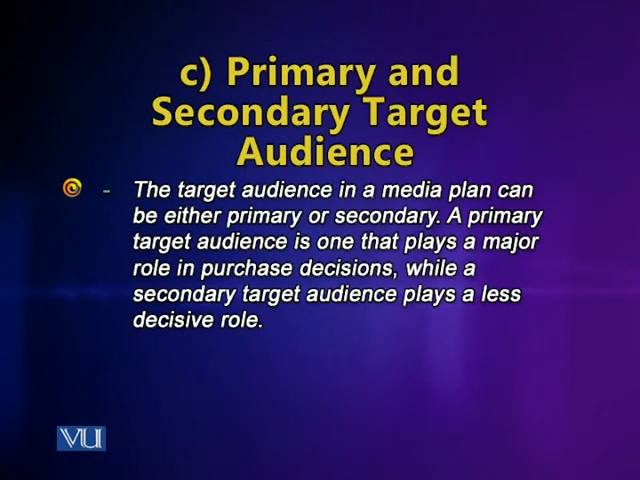 c) Primary and
Secondary Target
Audience
- The target audience in a media plan can
be either primary or secondary. A primary
target audience is one that plays a major
role in purchase decisions, while a
secondary target audience plays a less
decisive role.
VU